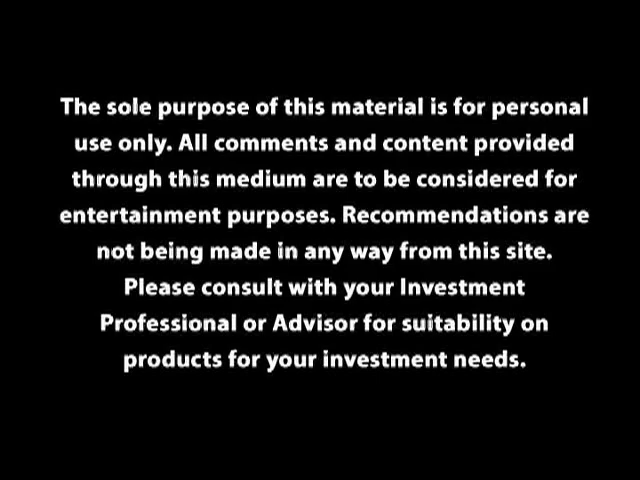 The sole purpose of this material is for personal
use only. All comments and content provided
through this medium are to be considered for
entertainment purposes. Recommendations are
not being made in any way from this site.
Please consult with your Investment
Professional or Advisor for suitability on
products for your investment needs.